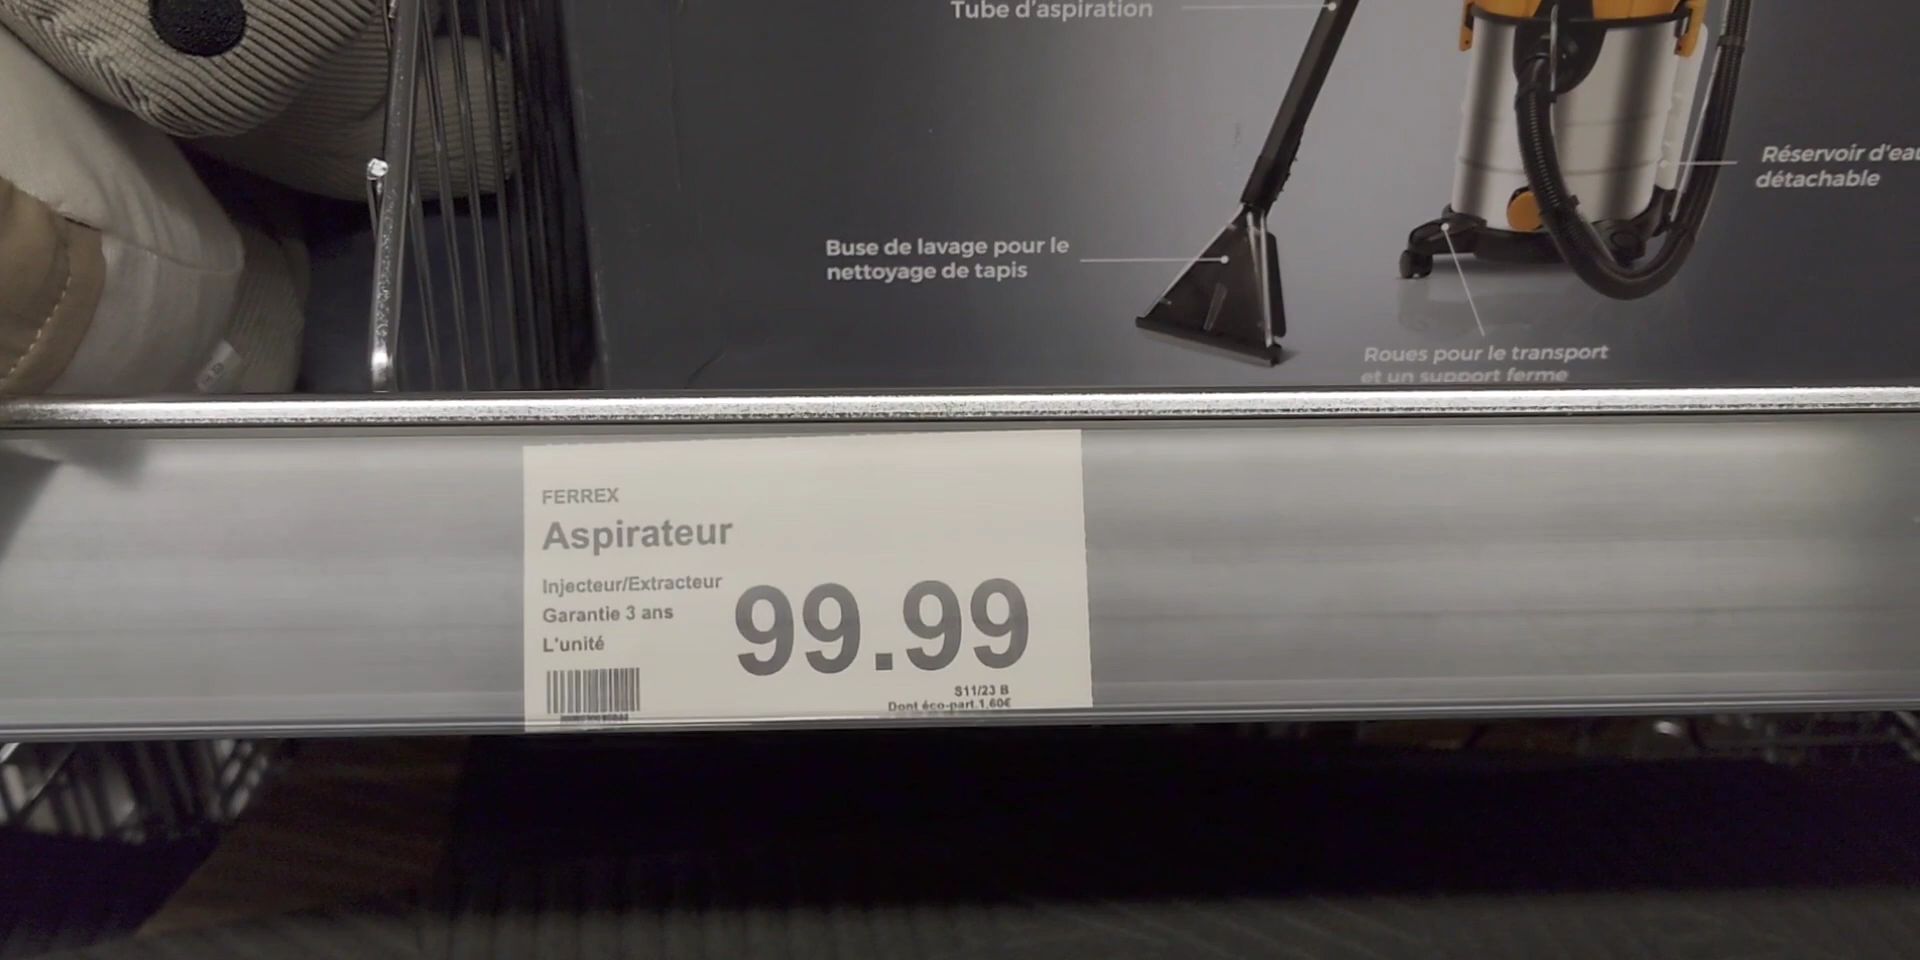 Tube d'aspiration
Réservoir d'eau
détachable
Buse de lavage pour le
nettoyage de tapis
Roues pour le transport
et un support ferme
FERREX
Aspirateur
Injecteur/Extracteur
Garantie 3 ans
L'unité
99.99
S11/23 B
Dont éco-part.1,60€